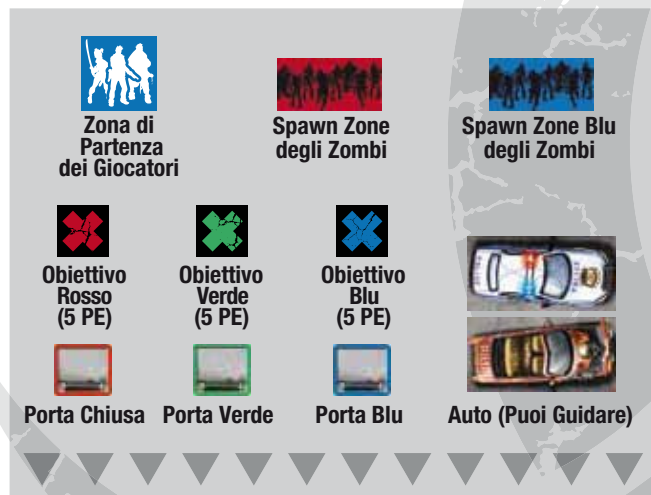 Zona di
Partenza
dei Giocatori
Spawn Zone
degli Zombi
Spawn Zone Blu
degli Zombi
Obiettivo
Rosso
(5 PE)
Obiettivo
Verde
(5 PE)
Obiettivo
Blu
(5 PE)
Porta Chiusa
Porta Verde
Porta Blu
Auto (Puoi Guidare)